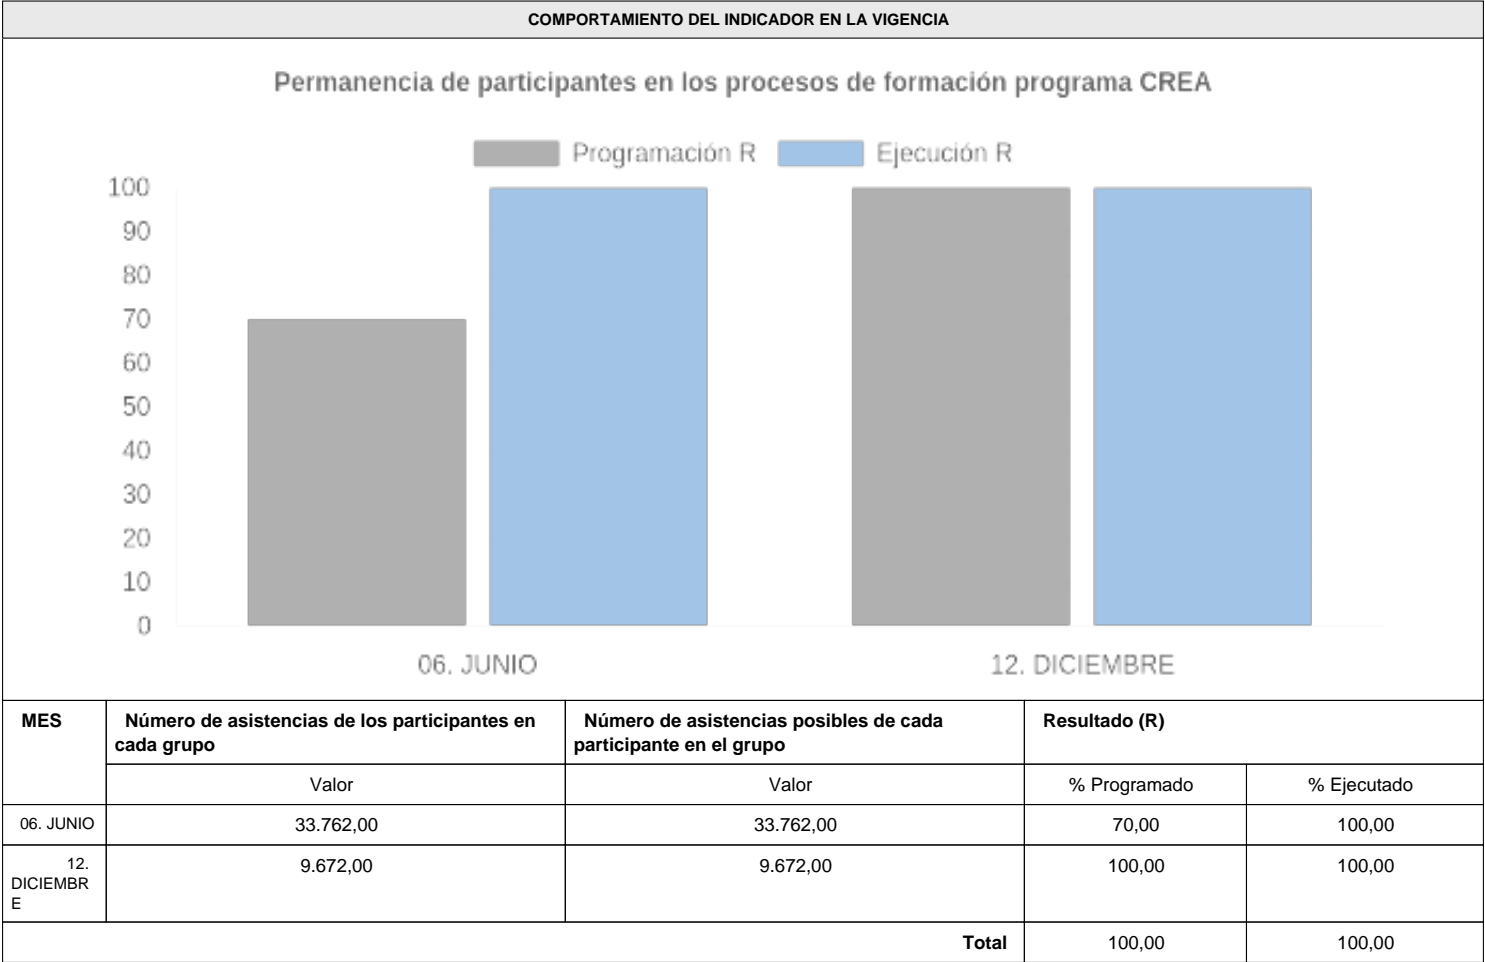 COMPORTAMIENTO DEL INDICADOR EN LA VIGENCIA
Permanencia de participantes en los procesos de formación programa CREA
Programación R Ejecución R
100
90
80
70
60
50
40
30
20
10
0
06. JUNIO 12. DICIEMBRE
MES Número de asistencias de los participantes en Número de asistencias posibles de cada Resultado (R)
cada grupo participante en el grupo
Valor Valor % Programado % Ejecutado
06. JUNIO 33.762,00 33.762,00 70,00 100,00
12. 9.672,00 9.672,00 100,00 100,00
DICIEMBR
E
Total 100,00 100,00